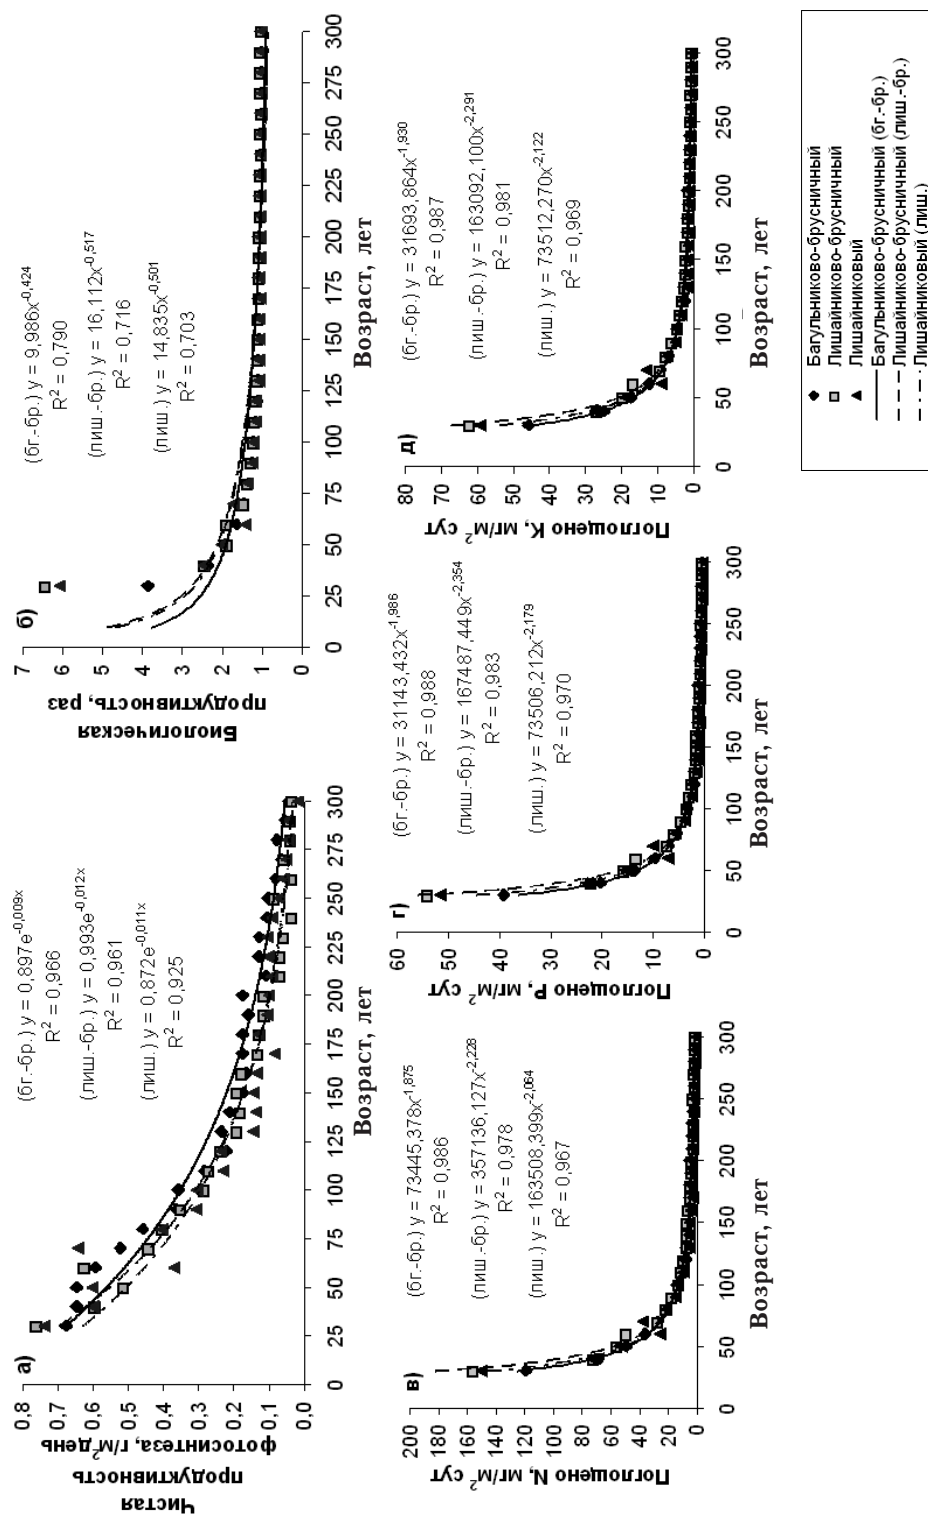 а)
Чистая
продуктивность
фотосинтеза, г/м²день
0,8
0,7
0,6
0,5
0,4
0,3
0,2
0,1
0,0
0
25
50
75
100
125
150
175
200
225
250
275
300
Возраст, лет
(бг.-бр.) y = 0,897e^-0,009x
R² = 0,966
(лиш.-бр.) y = 0,993e^-0,012x
R² = 0,961
(лиш.) y = 0,872e^-0,011x
R² = 0,925
б)
Биологическая
продуктивность, раз
7
6
5
4
3
2
1
0
0
25
50
75
100
125
150
175
200
225
250
275
300
Возраст, лет
(бг.-бр.) y = 9,986x^-0,424
R² = 0,790
(лиш.-бр.) y = 16,112x^-0,517
R² = 0,716
(лиш.) y = 14,835x^-0,501
R² = 0,703
в)
Поглощено N, мг/м² сут
200
180
160
140
120
100
80
60
40
20
0
0
50
100
150
200
250
300
Возраст, лет
(бг.-бр.) y = 73445,378x^-1,875
R² = 0,986
(лиш.-бр.) y = 357136,127x^-2,228
R² = 0,978
(лиш.) y = 163508,399x^-2,064
R² = 0,967
г)
Поглощено P, мг/м² сут
60
50
40
30
20
10
0
0
50
100
150
200
250
300
Возраст, лет
(бг.-бр.) y = 31143,432x^-1,986
R² = 0,988
(лиш.-бр.) y = 167487,449x^-2,354
R² = 0,983
(лиш.) y = 73506,212x^-2,179
R² = 0,970
д)
Поглощено K, мг/м² сут
80
70
60
50
40
30
20
10
0
0
50
100
150
200
250
300
Возраст, лет
(бг.-бр.) y = 31693,864x^-1,930
R² = 0,987
(лиш.-бр.) y = 163092,100x^-2,291
R² = 0,981
(лиш.) y = 73512,270x^-2,122
R² = 0,969
Багульниково-брусничный
Лишайниково-брусничный
Лишайниковый
Багульниково-брусничный (бг.-бр.)
Лишайниково-брусничный (лиш.-бр.)
Лишайниковый (лиш.)